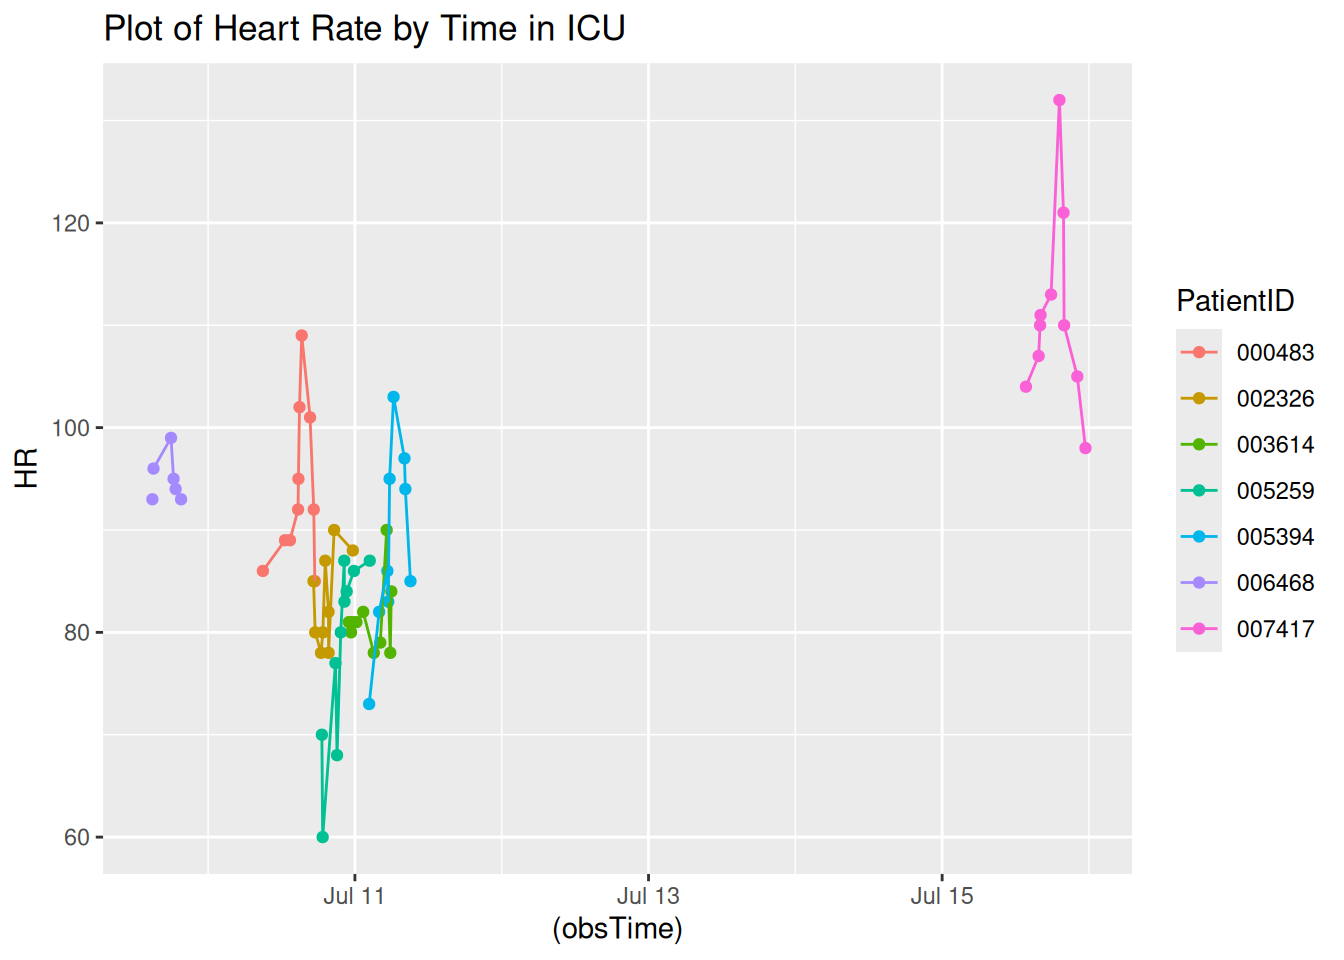 Plot of Heart Rate by Time in ICU
HR
120
100
80
60
Jul 11
Jul 13
Jul 15
(obsTime)
PatientID
000483
002326
003614
005259
005394
006468
007417